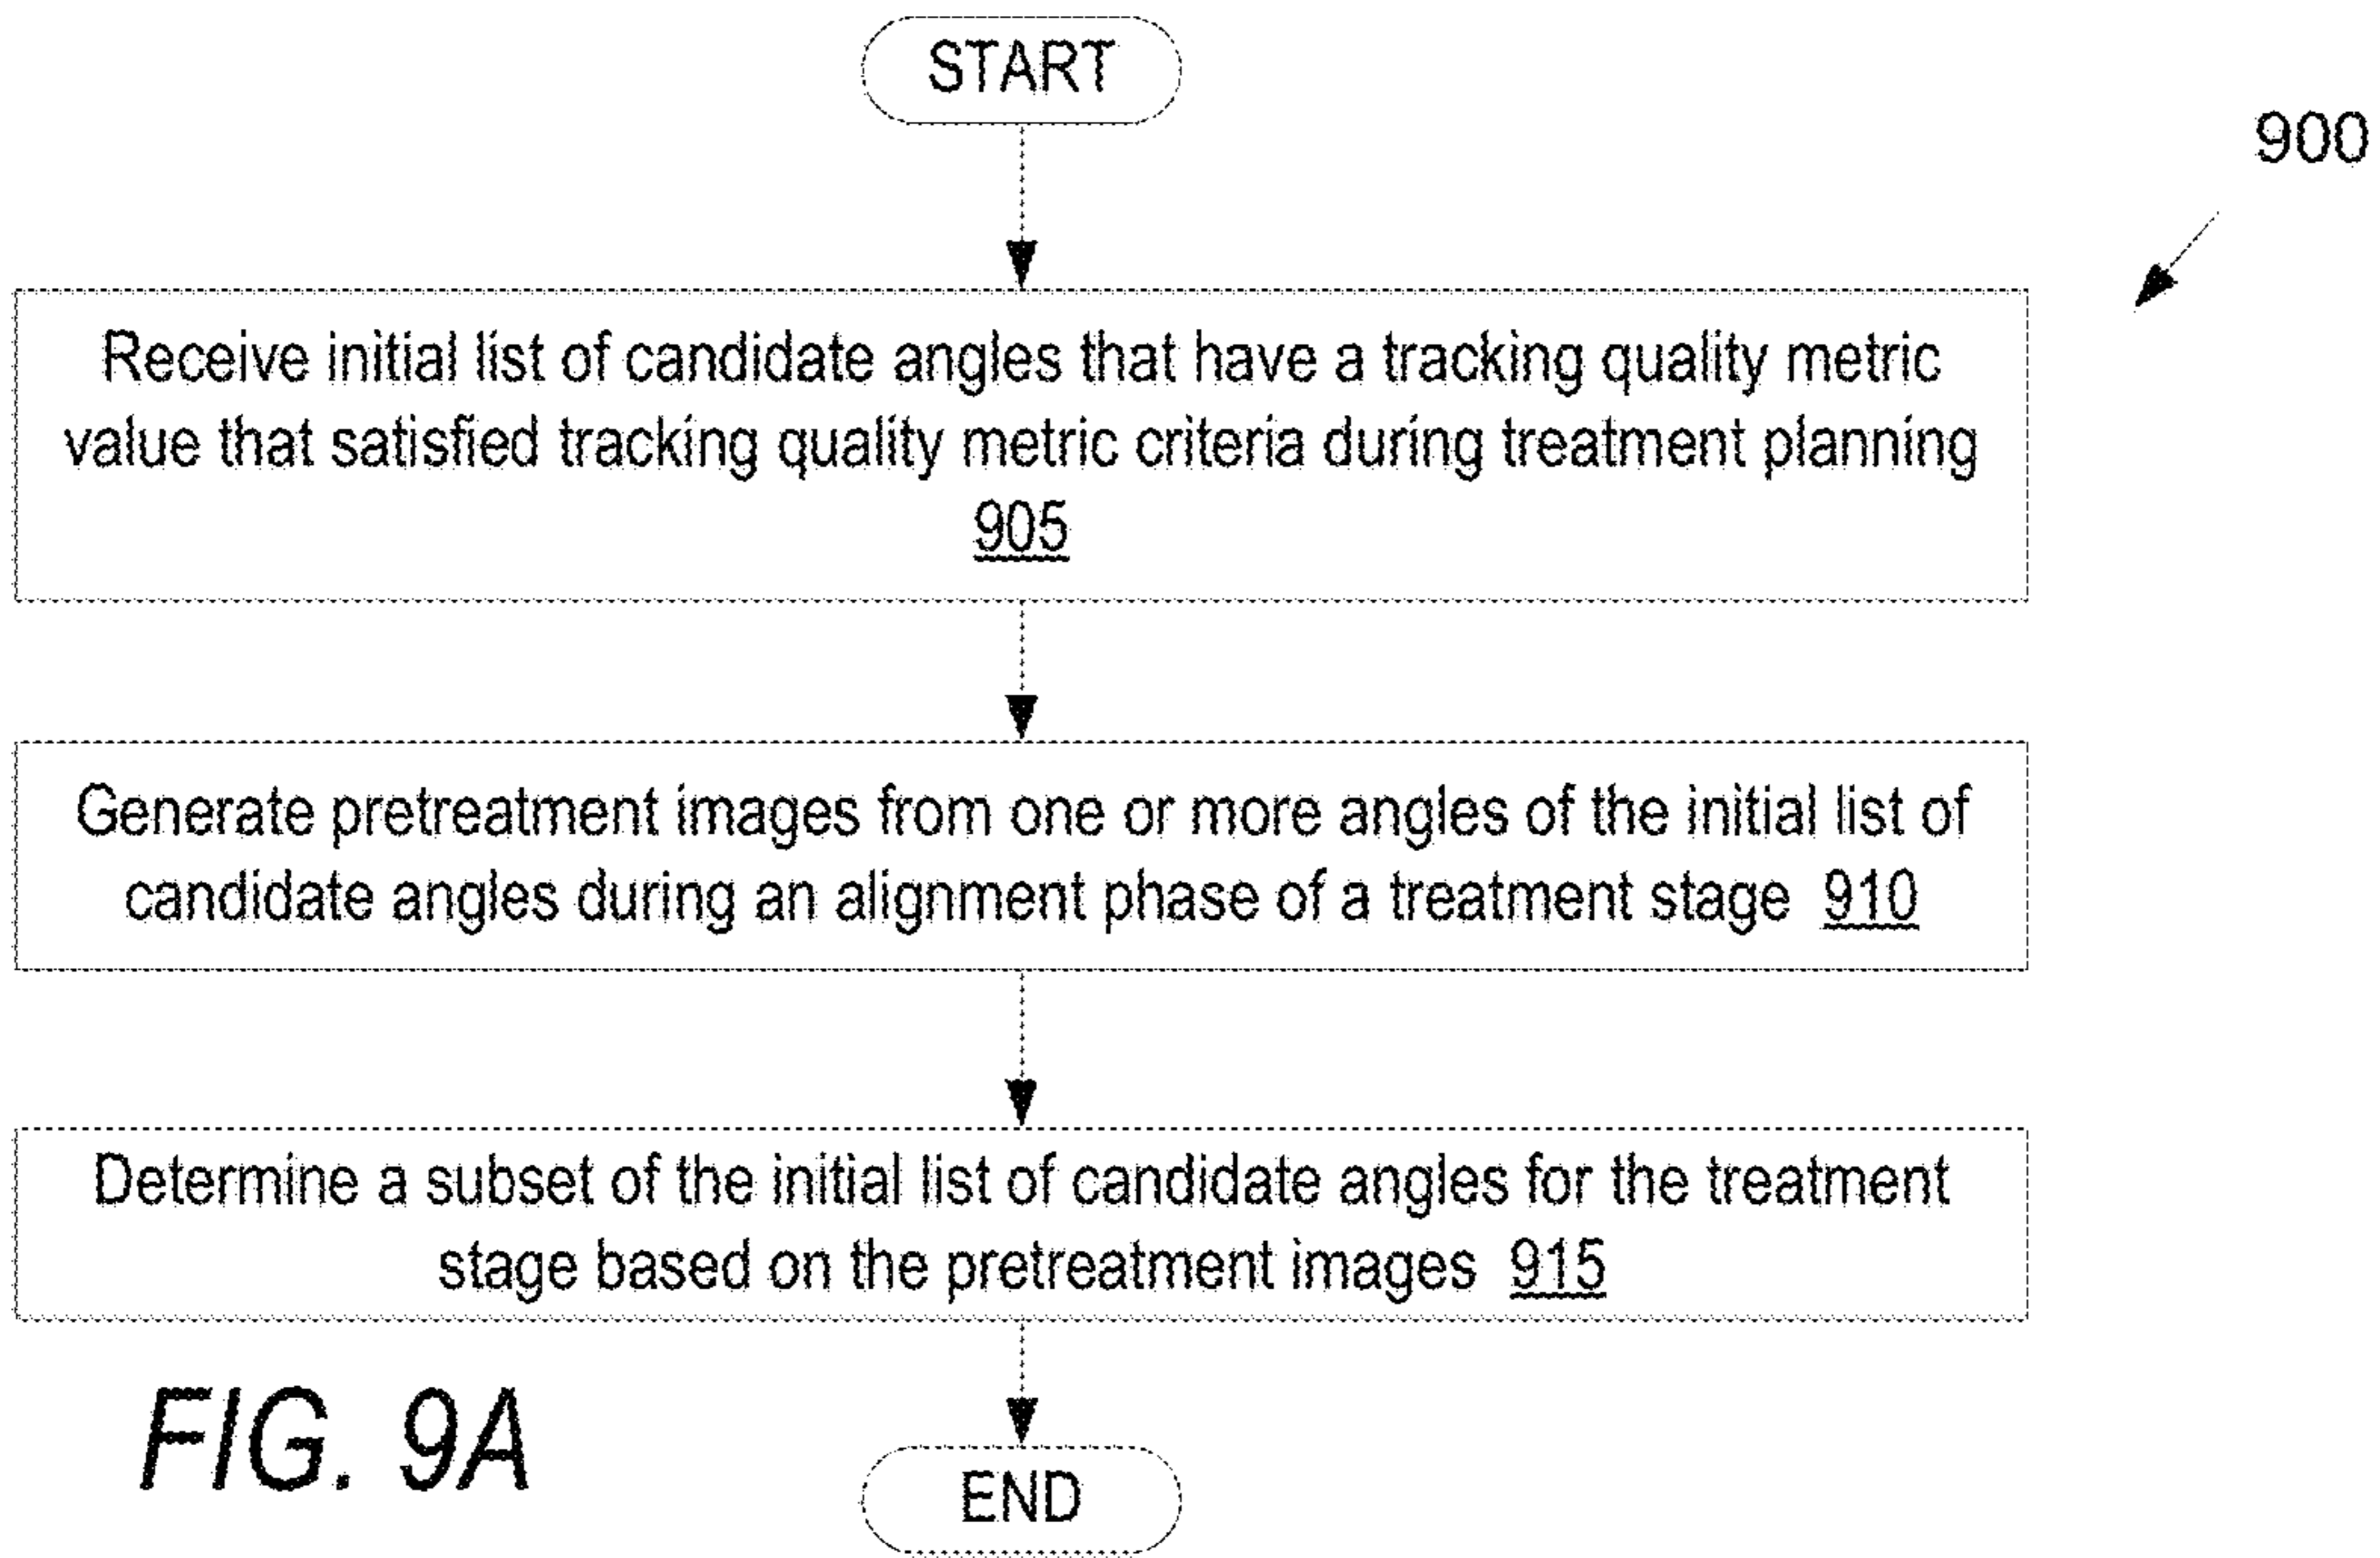 START
900
Receive initial list of candidate angles that have a tracking quality metric
value that satisfied tracking quality metric criteria during treatment planning
905
Generate pretreatment images from one or more angles of the initial list of
candidate angles during an alignment phase of a treatment stage 910
Determine a subset of the initial list of candidate angles for the treatment
stage based on the pretreatment images 915
FIG. 9A
END